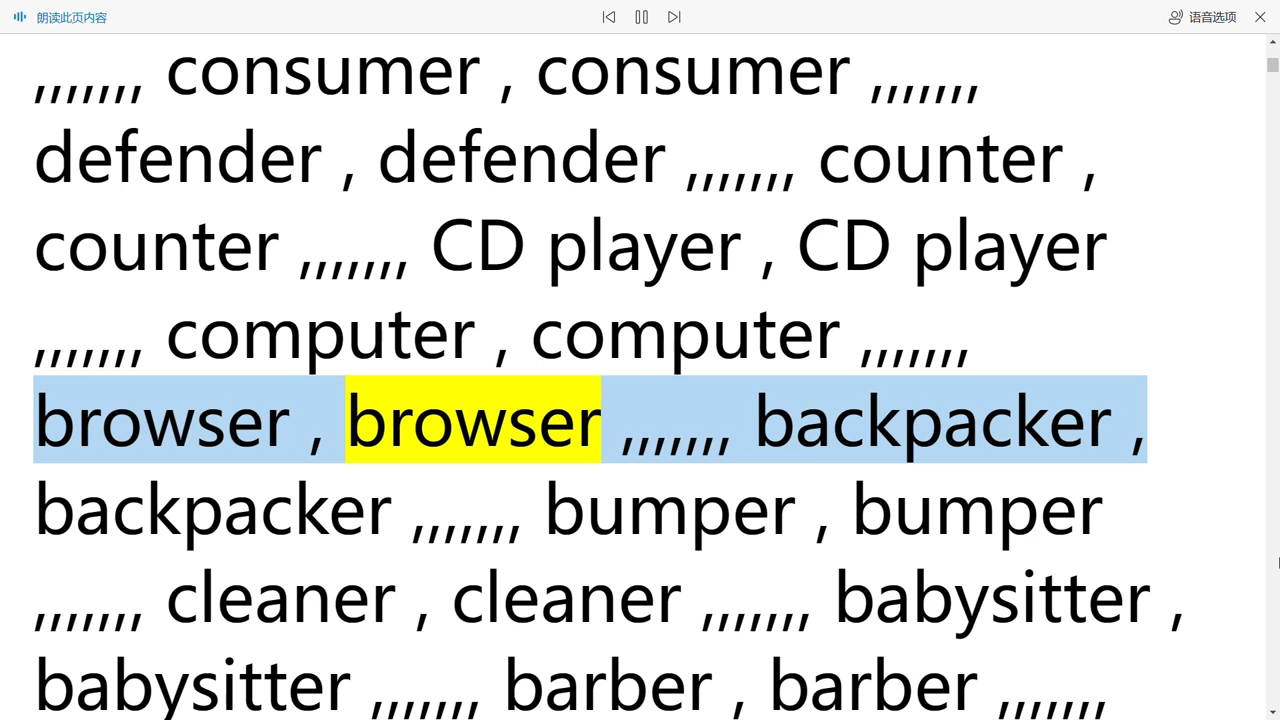 朗读此页内容 语音选项
,,,,,,, consumer , consumer ,,,,,,,
defender , defender ,,,,,,, counter ,
counter ,,,,,,, CD player , CD player
,,,,,,, computer , computer ,,,,,,,
browser , browser ,,,,,,, backpacker ,
backpacker ,,,,,,, bumper , bumper
,,,,,,, cleaner , cleaner ,,,,,,, babysitter ,
babysitter ,,,,,,, barber , barber ,,,,,,,